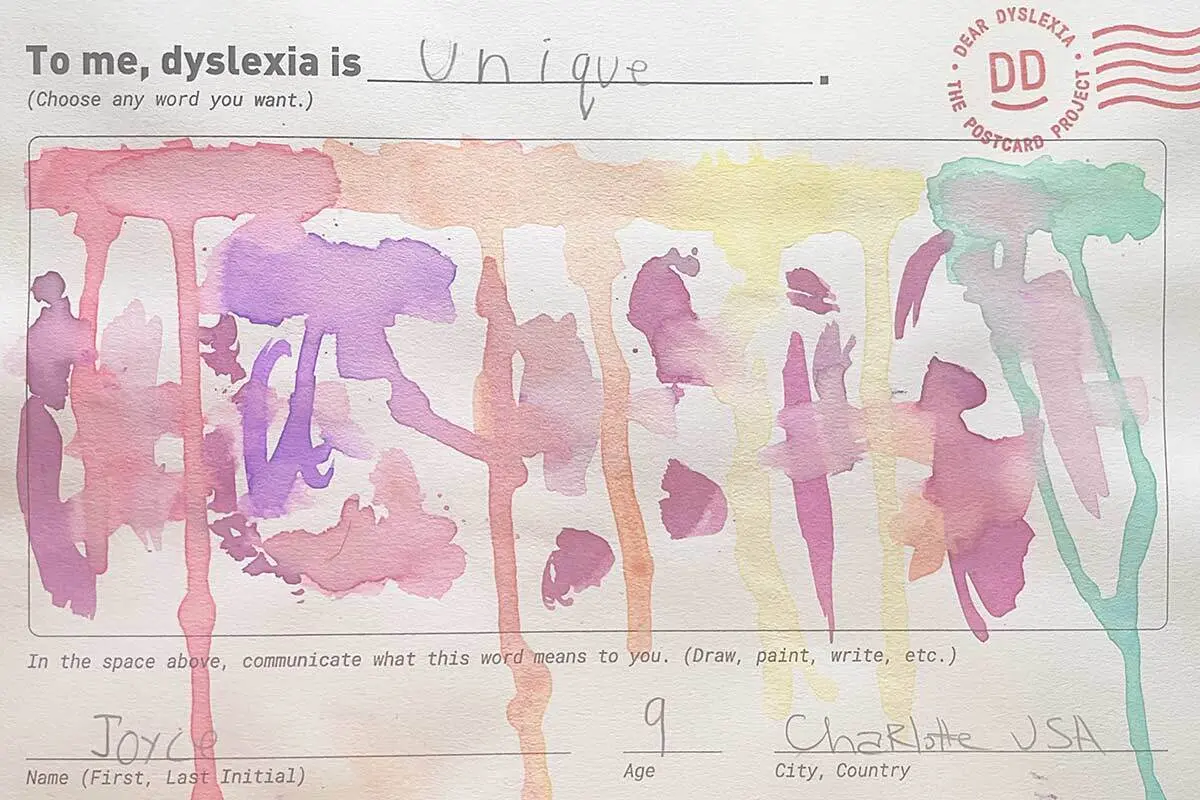 To me, dyslexia is Unique.
(Choose any word you want.)
• DEAR DYSLEXIA • THE POSTCARD PROJECT
DD
In the space above, communicate what this word means to you. (Draw, paint, write, etc.)
Joyce 9 Charlotte USA
Name (First, Last Initial) Age City, Country